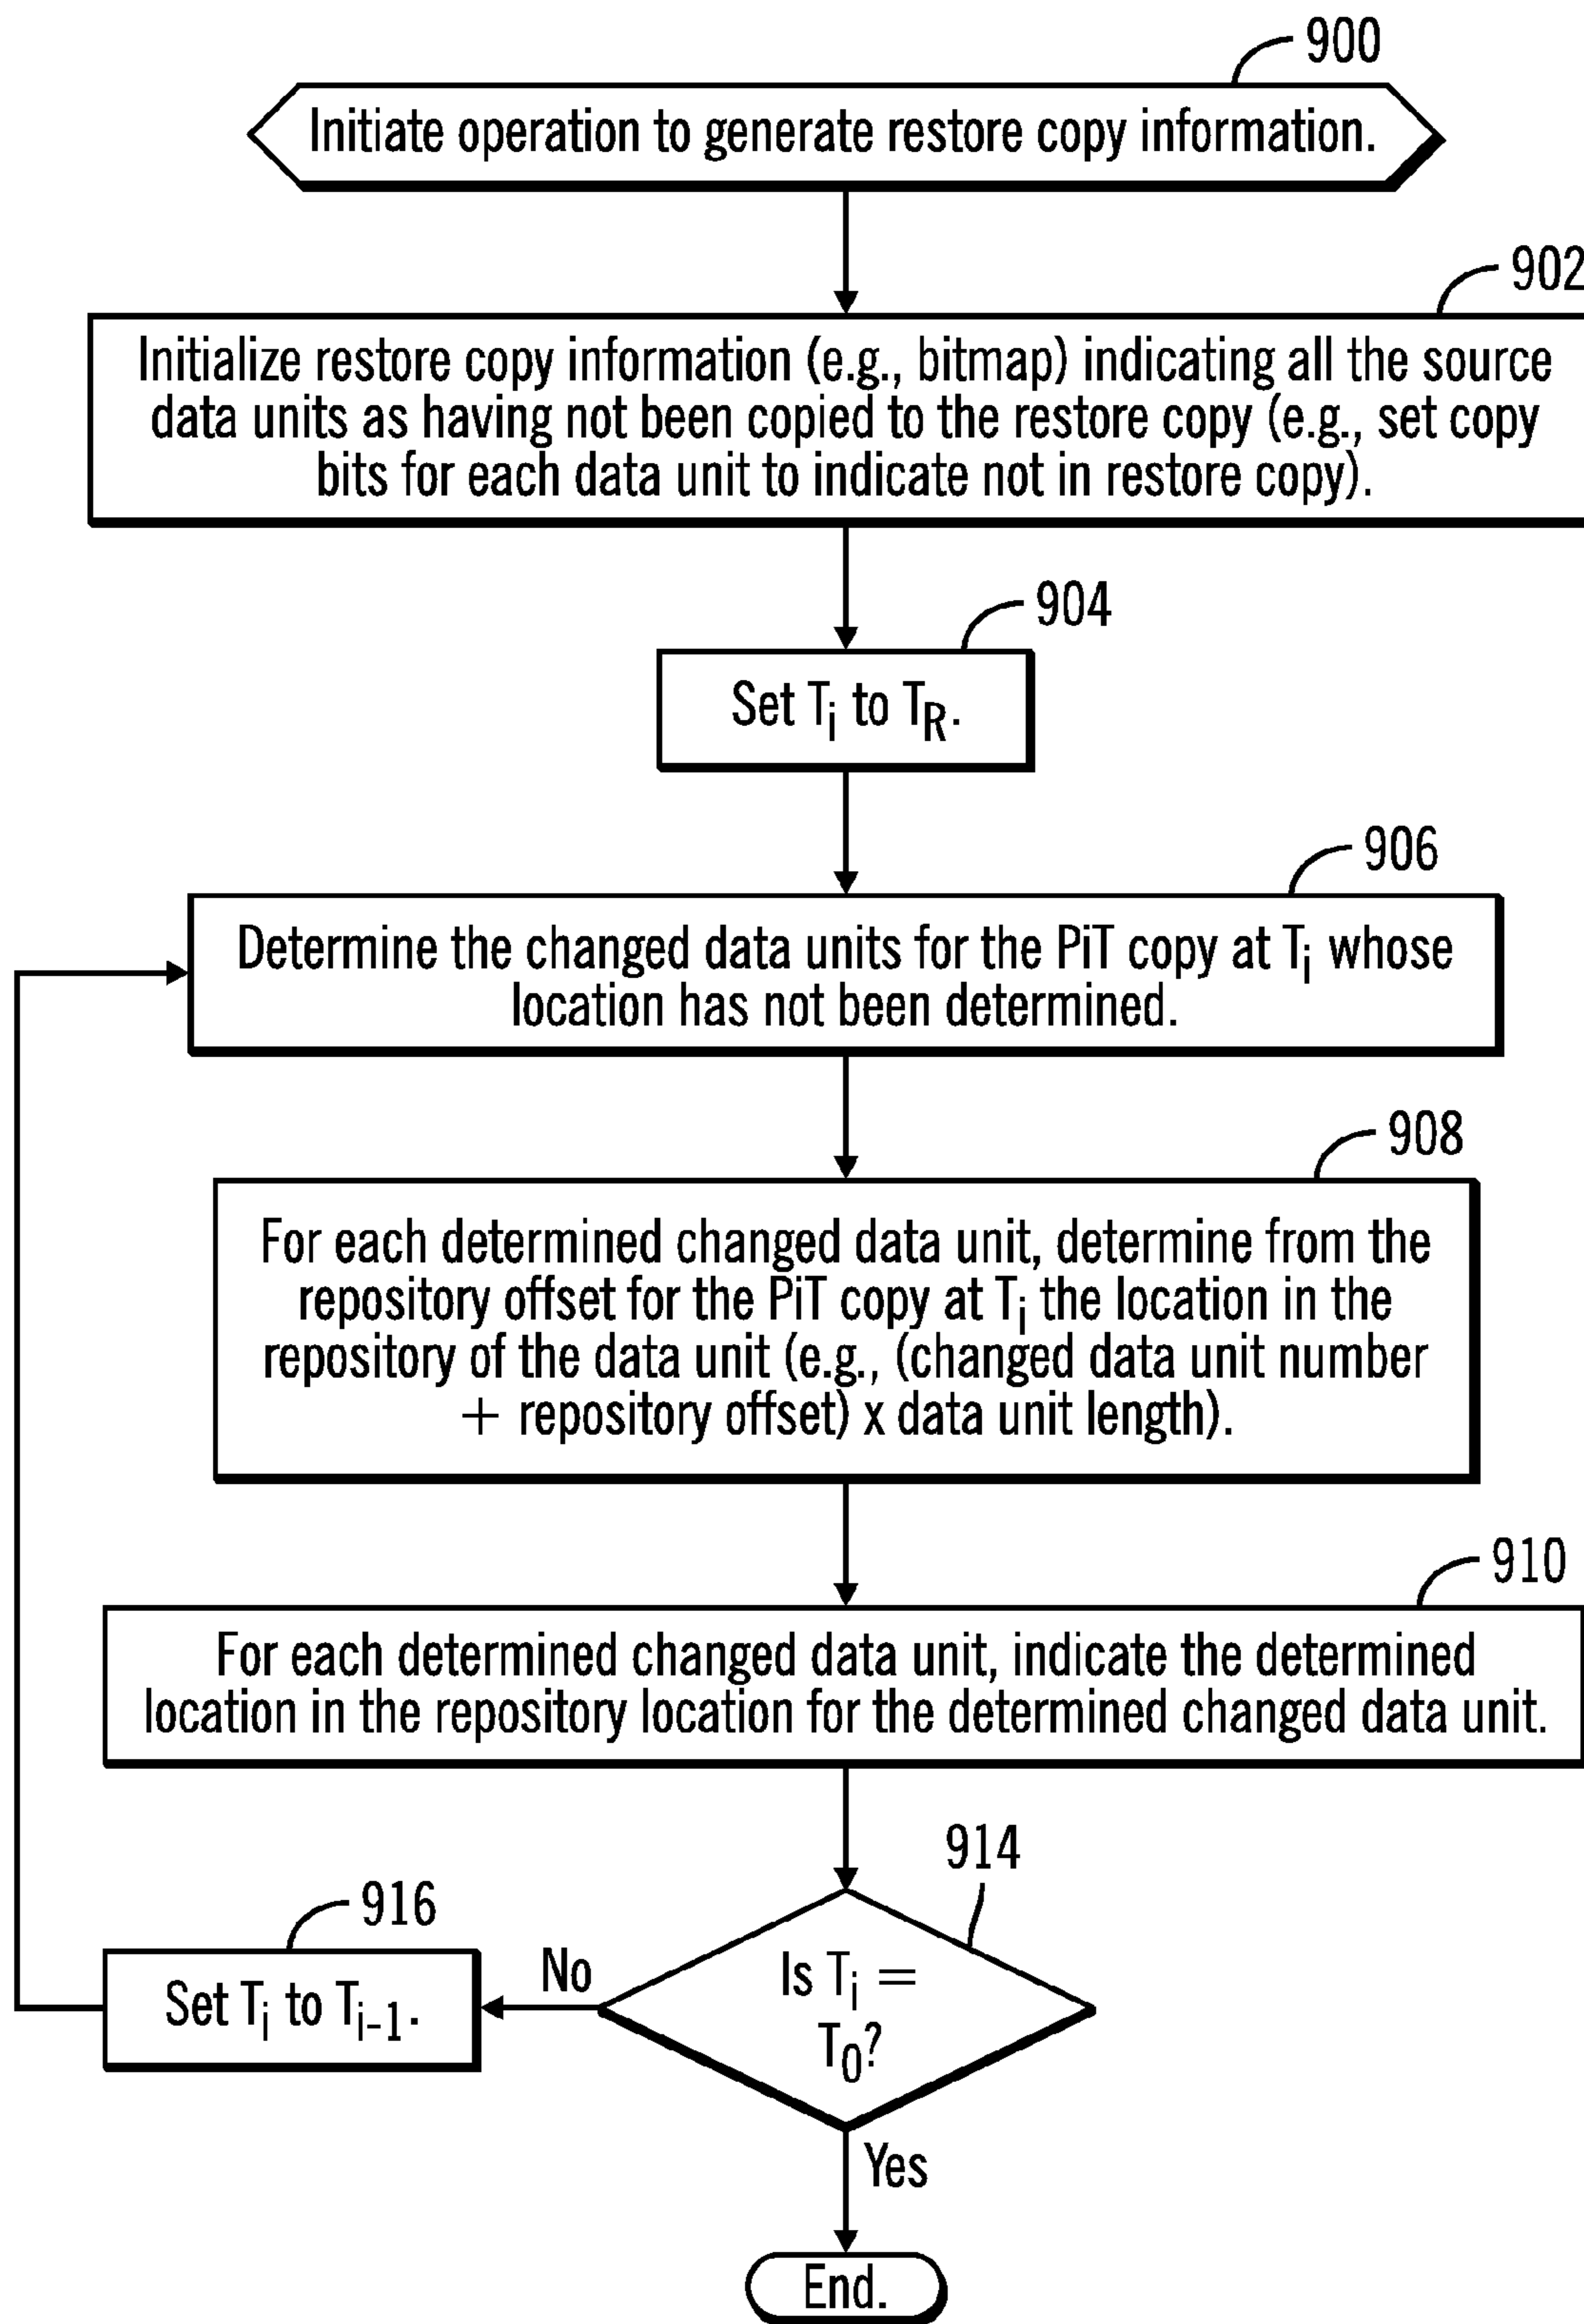 900
Initiate operation to generate restore copy information.
902
Initialize restore copy information (e.g., bitmap) indicating all the source
data units as having not been copied to the restore copy (e.g., set copy
bits for each data unit to indicate not in restore copy).
904
Set Ti to TR.
906
Determine the changed data units for the PiT copy at Ti whose
location has not been determined.
908
For each determined changed data unit, determine from the
repository offset for the PiT copy at Ti the location in the
repository of the data unit (e.g., (changed data unit number
+ repository offset) x data unit length).
910
For each determined changed data unit, indicate the determined
location in the repository location for the determined changed data unit.
914
Is Ti =
T0?
No
916
Set Ti to Ti-1.
Yes
End.